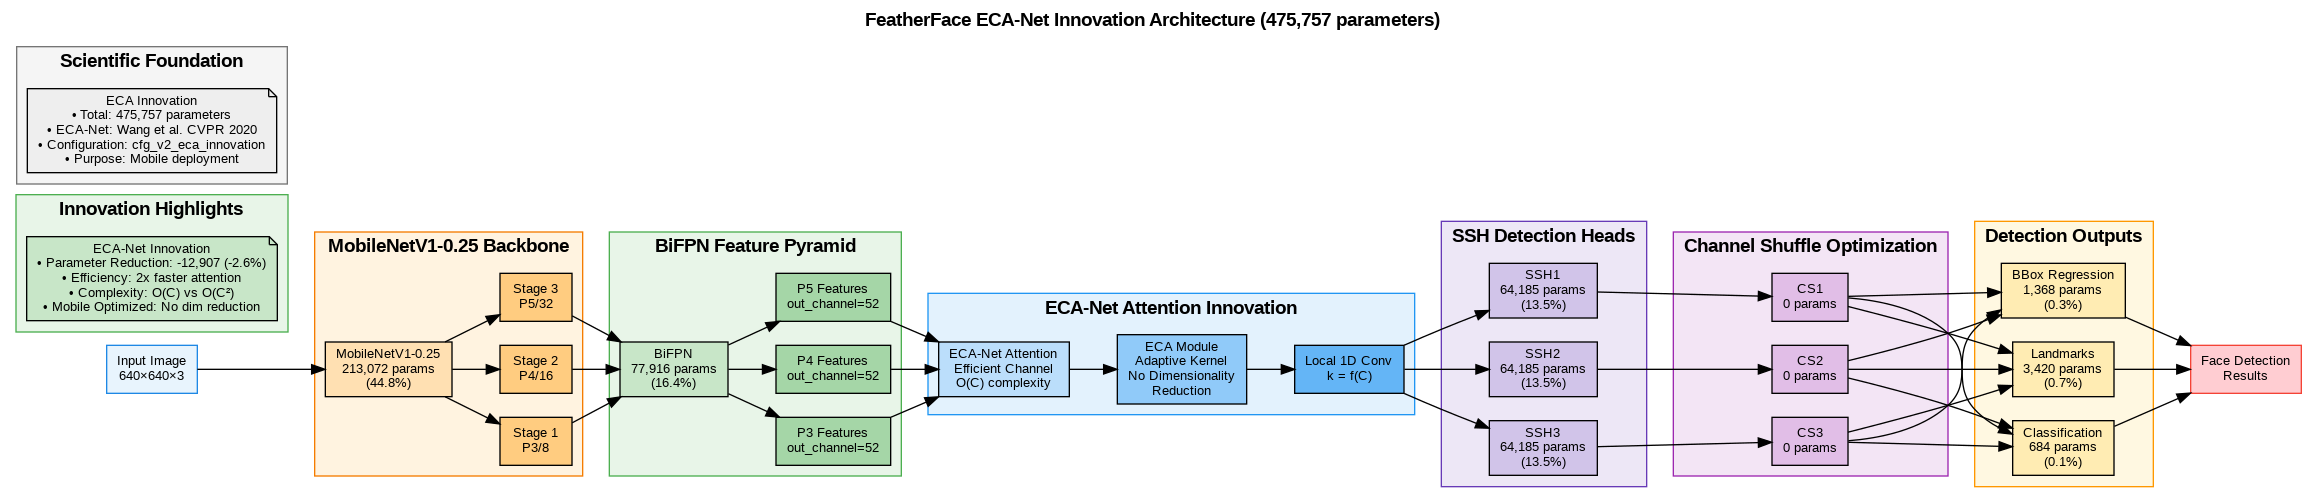 FeatherFace ECA-Net Innovation Architecture (475,757 parameters)
Scientific Foundation
ECA Innovation
• Total: 475,757 parameters
• ECA-Net: Wang et al. CVPR 2020
• Configuration: cfg_v2_eca_innovation
• Purpose: Mobile deployment
Innovation Highlights
ECA-Net Innovation
• Parameter Reduction: -12,907 (-2.6%)
• Efficiency: 2x faster attention
• Complexity: O(C) vs O(C²)
• Mobile Optimized: No dim reduction
Input Image
640×640×3
MobileNetV1-0.25 Backbone
MobileNetV1-0.25
213,072 params
(44.8%)
Stage 3
P5/32
Stage 2
P4/16
Stage 1
P3/8
BiFPN Feature Pyramid
BiFPN
77,916 params
(16.4%)
P5 Features
out_channel=52
P4 Features
out_channel=52
P3 Features
out_channel=52
ECA-Net Attention Innovation
ECA-Net Attention
Efficient Channel
O(C) complexity
ECA Module
Adaptive Kernel
No Dimensionality
Reduction
Local 1D Conv
k = f(C)
SSH Detection Heads
SSH1
64,185 params
(13.5%)
SSH2
64,185 params
(13.5%)
SSH3
64,185 params
(13.5%)
Channel Shuffle Optimization
CS1
0 params
CS2
0 params
CS3
0 params
Detection Outputs
BBox Regression
1,368 params
(0.3%)
Landmarks
3,420 params
(0.7%)
Classification
684 params
(0.1%)
Face Detection
Results